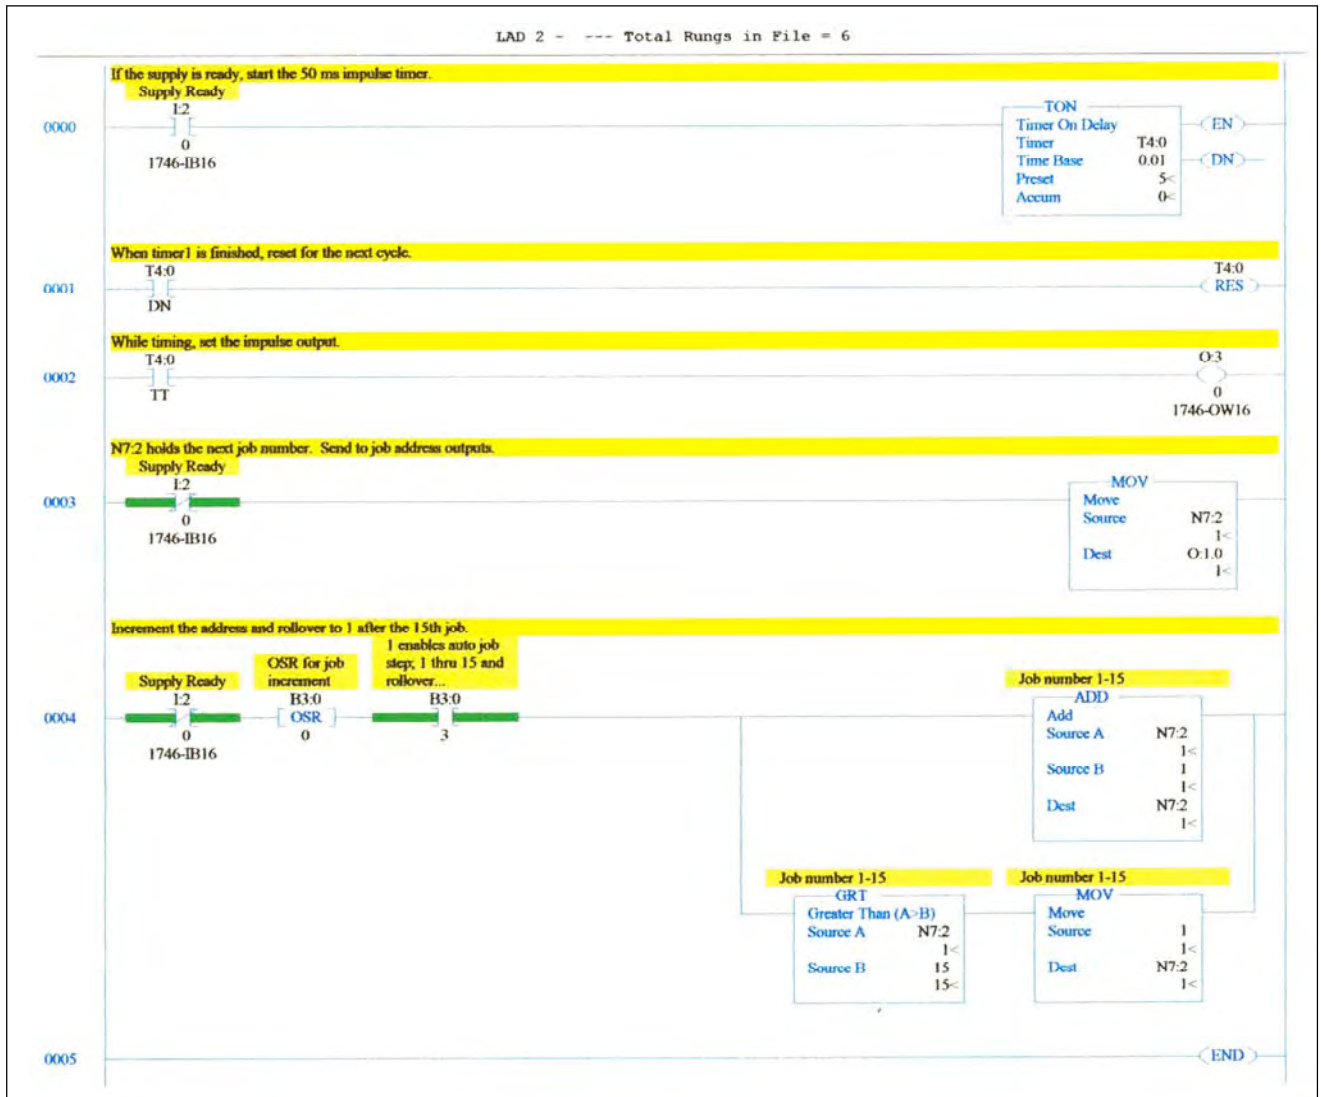 LAD 2 - --- Total Rungs in File = 6
If the supply is ready, start the 50 ms impulse timer.
Supply Ready
I:2
0000
0
1746-IB16
TON
Timer On Delay
Timer T4:0
Time Base 0.01
Preset 5<
Accum 0<
EN
DN
When timer1 is finished, reset for the next cycle.
T4:0
0001
DN
T4:0
RES
While timing, set the impulse output.
T4:0
0002
TT
O:3
0
1746-OW16
N7:2 holds the next job number. Send to job address outputs.
Supply Ready
I:2
0003
0
1746-IB16
MOV
Move
Source N7:2
1<
Dest O:1.0
1<
Increment the address and rollover to 1 after the 15th job.
Supply Ready
I:2
0004
0
1746-IB16
OSR for job
increment
B3:0
OSR
0
1 enables auto job
step; 1 thru 15 and
rollover...
B3:0
3
Job number 1-15
ADD
Add
Source A N7:2
1<
Source B 1
1<
Dest N7:2
1<
Job number 1-15
GRT
Greater Than (A>B)
Source A N7:2
1<
Source B 15
15<
Job number 1-15
MOV
Move
Source 1
1<
Dest N7:2
1<
0005
END